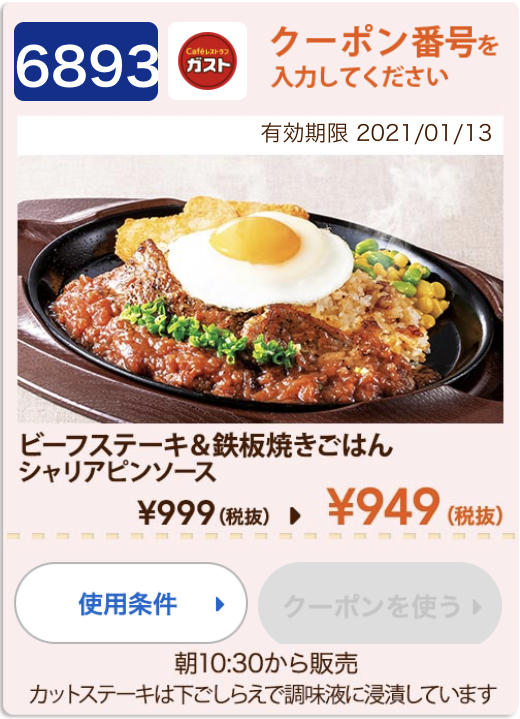 6893
Caféレストラン
ガスト
クーポン番号を
入力してください
有効期限 2021/01/13
ビーフステーキ＆鉄板焼きごはん
シャリアピンソース
¥999（税抜） ▶ ¥949（税抜）
使用条件 ▶
クーポンを使う ▶
朝10:30から販売
カットステーキは下ごしらえで調味液に浸漬しています